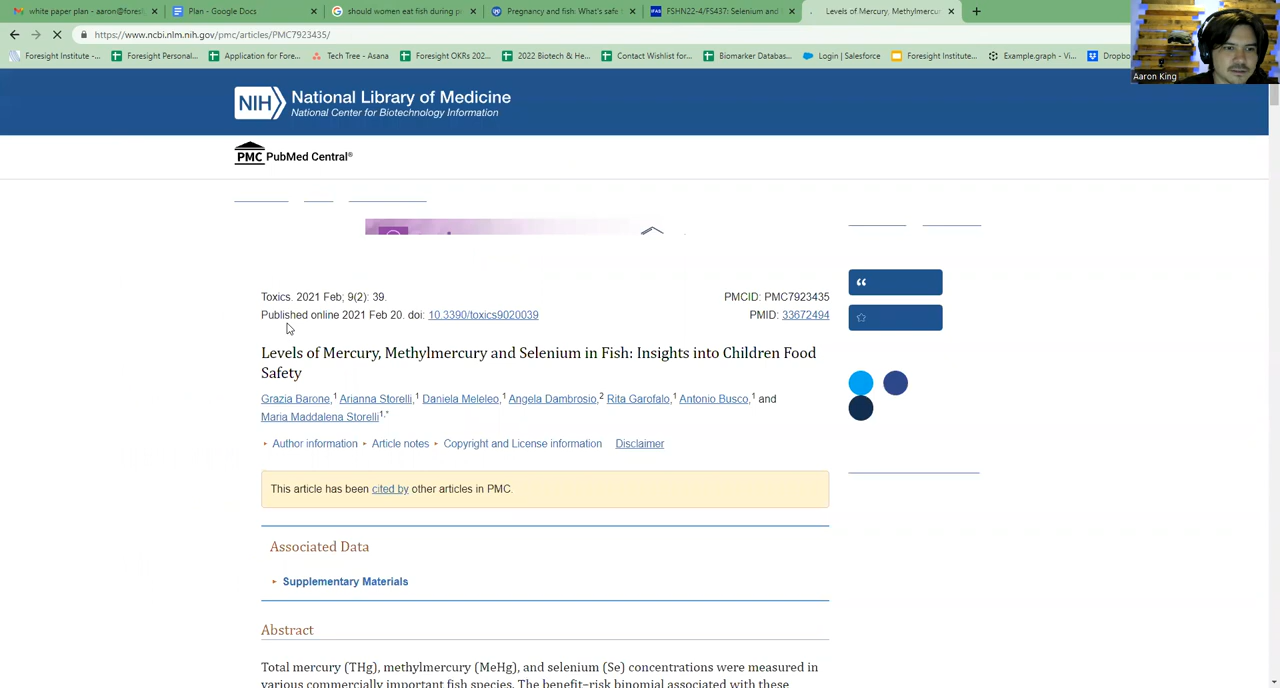 white paper plan - aaron@fores
Plan - Google Docs
should women eat fish during p
Pregnancy and fish: What's safe
FSHN22-4/FS437: Selenium and
Levels of Mercury, Methylmercur
https://www.ncbi.nlm.nih.gov/pmc/articles/PMC7923435/
Foresight Institute -...
Foresight Personal...
Application for Fore...
Tech Tree - Asana
Foresight OKRs 202...
2022 Biotech & He...
Contact Wishlist for...
Biomarker Databas...
Login | Salesforce
Foresight Institute...
Example.graph - Vi...
Dropbo
Aaron King
NIH
National Library of Medicine
National Center for Biotechnology Information
PMC PubMed Central®
Toxics. 2021 Feb; 9(2): 39.
PMCID: PMC7923435
Published online 2021 Feb 20. doi: 10.3390/toxics9020039
PMID: 33672494
Levels of Mercury, Methylmercury and Selenium in Fish: Insights into Children Food
Safety
Grazia Barone,1 Arianna Storelli,1 Daniela Meleleo,1 Angela Dambrosio,2 Rita Garofalo,1 Antonio Busco,1 and
Maria Maddalena Storelli1,*
Author information
Article notes
Copyright and License information
Disclaimer
This article has been cited by other articles in PMC.
Associated Data
Supplementary Materials
Abstract
Total mercury (THg), methylmercury (MeHg), and selenium (Se) concentrations were measured in
various commercially important fish species. The benefit–risk binomial associated with these